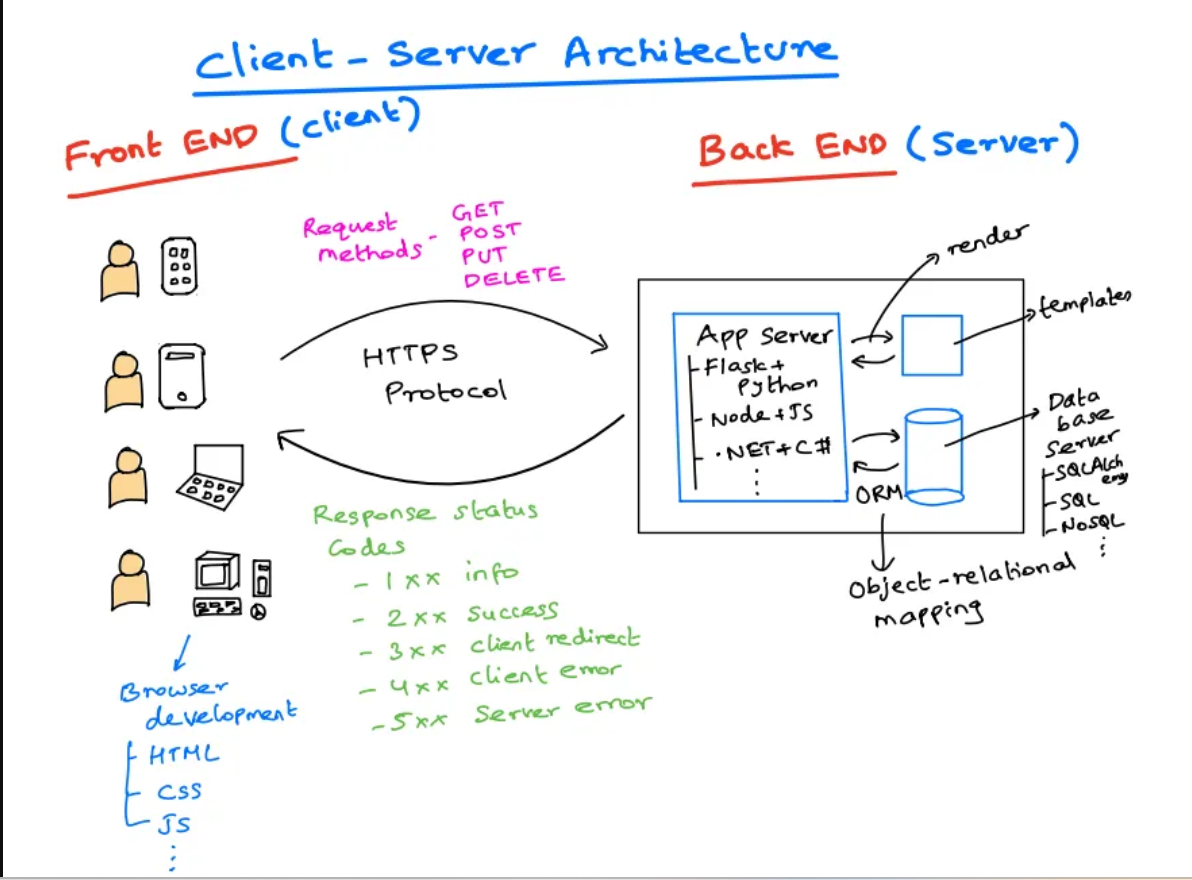 Client - Server Architecture
Front END (client)
Back END (Server)
Request
methods -
GET
POST
PUT
DELETE
HTTPS
Protocol
Response status
Codes
- 1xx info
- 2xx success
- 3xx client redirect
- 4xx client error
- 5xx Server error
Browser
development
HTML
CSS
JS
render
templates
App Server
- Flask +
Python
- Node + JS
- .NET + C#
ORM
Object-relational
mapping
Data
base
Server
- SQLAlch
emy
- SQL
- NoSQL